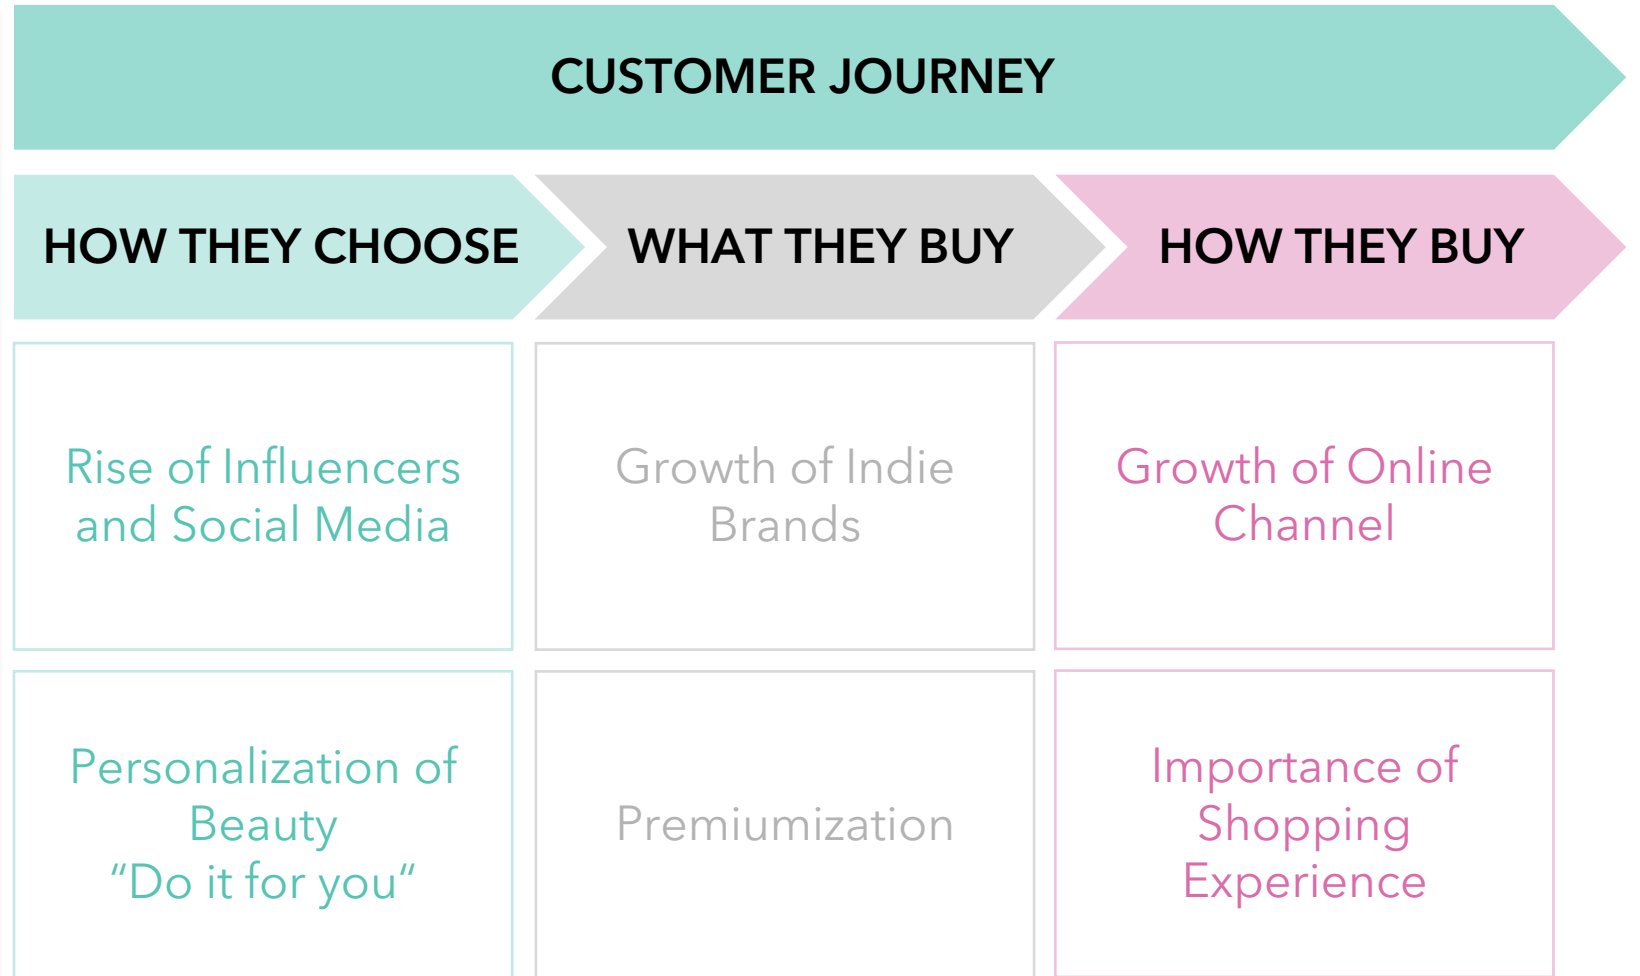 CUSTOMER JOURNEY
HOW THEY CHOOSE
WHAT THEY BUY
HOW THEY BUY
Rise of Influencers
and Social Media
Growth of Indie
Brands
Growth of Online
Channel
Personalization of
Beauty
“Do it for you“
Premiumization
Importance of
Shopping
Experience